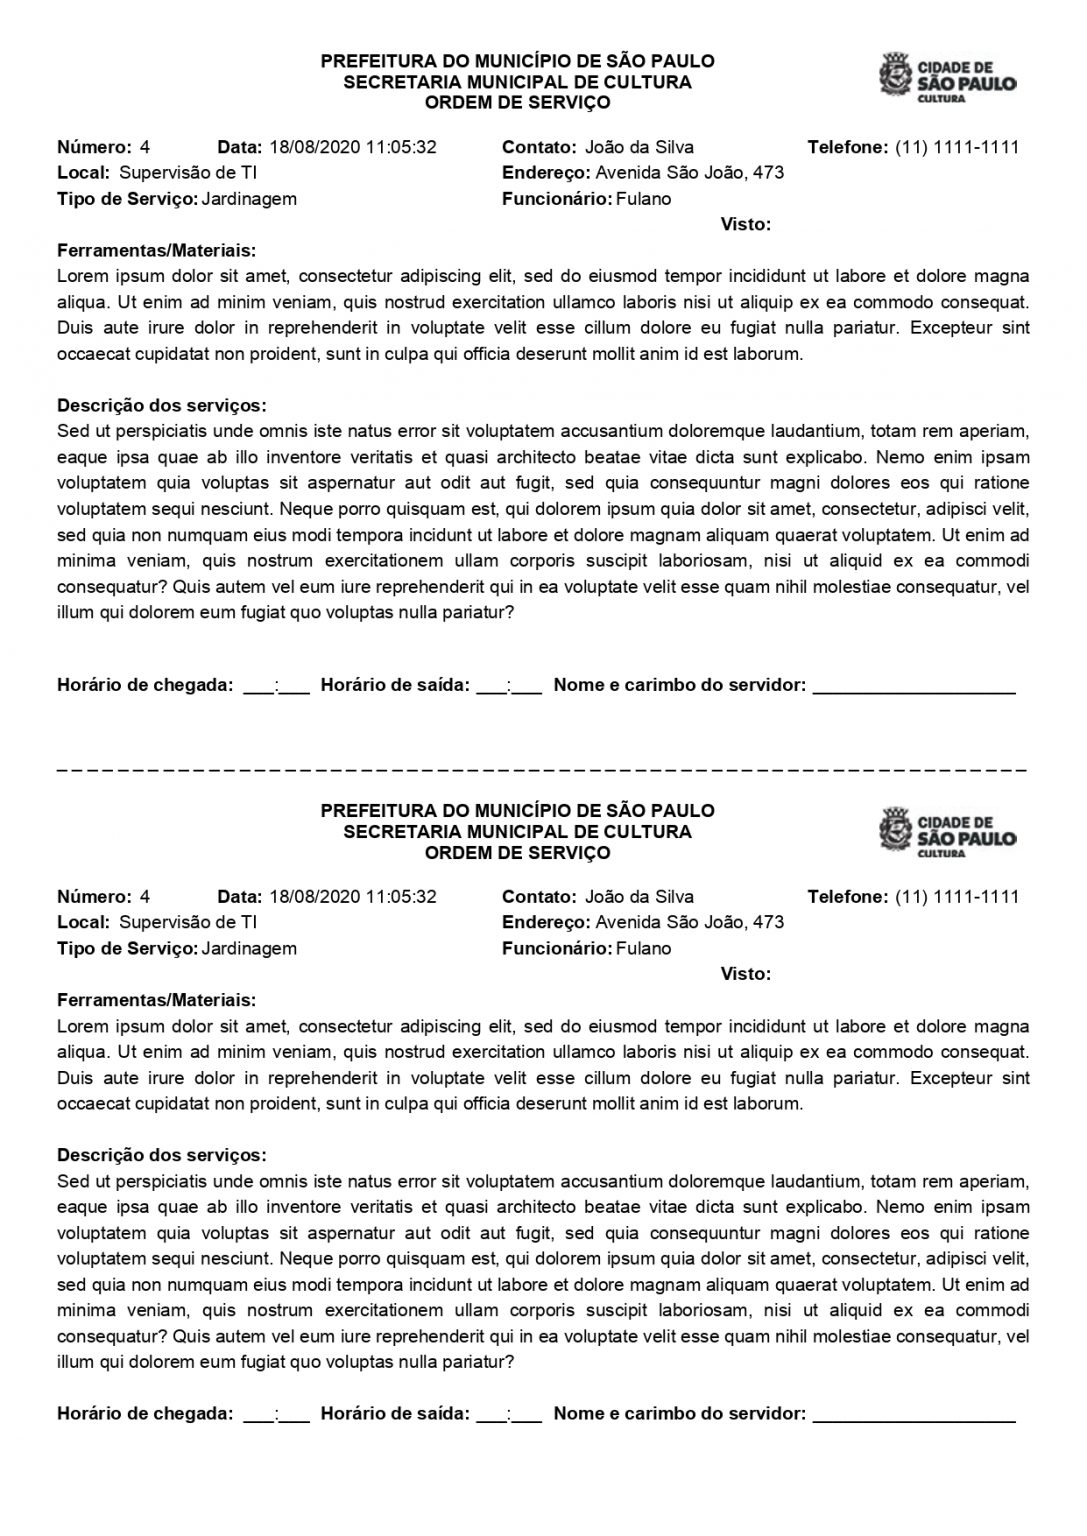 PREFEITURA DO MUNICÍPIO DE SÃO PAULO
SECRETARIA MUNICIPAL DE CULTURA
ORDEM DE SERVIÇO
CIDADE DE
SÃO PAULO
CULTURA
Número: 4 Data: 18/08/2020 11:05:32 Contato: João da Silva Telefone: (11) 1111-1111
Local: Supervisão de TI Endereço: Avenida São João, 473
Tipo de Serviço: Jardinagem Funcionário: Fulano
Visto:
Ferramentas/Materiais:
Lorem ipsum dolor sit amet, consectetur adipiscing elit, sed do eiusmod tempor incididunt ut labore et dolore magna
aliqua. Ut enim ad minim veniam, quis nostrud exercitation ullamco laboris nisi ut aliquip ex ea commodo consequat.
Duis aute irure dolor in reprehenderit in voluptate velit esse cillum dolore eu fugiat nulla pariatur. Excepteur sint
occaecat cupidatat non proident, sunt in culpa qui officia deserunt mollit anim id est laborum.
Descrição dos serviços:
Sed ut perspiciatis unde omnis iste natus error sit voluptatem accusantium doloremque laudantium, totam rem aperiam,
eaque ipsa quae ab illo inventore veritatis et quasi architecto beatae vitae dicta sunt explicabo. Nemo enim ipsam
voluptatem quia voluptas sit aspernatur aut odit aut fugit, sed quia consequuntur magni dolores eos qui ratione
voluptatem sequi nesciunt. Neque porro quisquam est, qui dolorem ipsum quia dolor sit amet, consectetur, adipisci velit,
sed quia non numquam eius modi tempora incidunt ut labore et dolore magnam aliquam quaerat voluptatem. Ut enim ad
minima veniam, quis nostrum exercitationem ullam corporis suscipit laboriosam, nisi ut aliquid ex ea commodi
consequatur? Quis autem vel eum iure reprehenderit qui in ea voluptate velit esse quam nihil molestiae consequatur, vel
illum qui dolorem eum fugiat quo voluptas nulla pariatur?
Horário de chegada: ___:___ Horário de saída: ___:___ Nome e carimbo do servidor: ____________________
PREFEITURA DO MUNICÍPIO DE SÃO PAULO
SECRETARIA MUNICIPAL DE CULTURA
ORDEM DE SERVIÇO
CIDADE DE
SÃO PAULO
CULTURA
Número: 4 Data: 18/08/2020 11:05:32 Contato: João da Silva Telefone: (11) 1111-1111
Local: Supervisão de TI Endereço: Avenida São João, 473
Tipo de Serviço: Jardinagem Funcionário: Fulano
Visto:
Ferramentas/Materiais:
Lorem ipsum dolor sit amet, consectetur adipiscing elit, sed do eiusmod tempor incididunt ut labore et dolore magna
aliqua. Ut enim ad minim veniam, quis nostrud exercitation ullamco laboris nisi ut aliquip ex ea commodo consequat.
Duis aute irure dolor in reprehenderit in voluptate velit esse cillum dolore eu fugiat nulla pariatur. Excepteur sint
occaecat cupidatat non proident, sunt in culpa qui officia deserunt mollit anim id est laborum.
Descrição dos serviços:
Sed ut perspiciatis unde omnis iste natus error sit voluptatem accusantium doloremque laudantium, totam rem aperiam,
eaque ipsa quae ab illo inventore veritatis et quasi architecto beatae vitae dicta sunt explicabo. Nemo enim ipsam
voluptatem quia voluptas sit aspernatur aut odit aut fugit, sed quia consequuntur magni dolores eos qui ratione
voluptatem sequi nesciunt. Neque porro quisquam est, qui dolorem ipsum quia dolor sit amet, consectetur, adipisci velit,
sed quia non numquam eius modi tempora incidunt ut labore et dolore magnam aliquam quaerat voluptatem. Ut enim ad
minima veniam, quis nostrum exercitationem ullam corporis suscipit laboriosam, nisi ut aliquid ex ea commodi
consequatur? Quis autem vel eum iure reprehenderit qui in ea voluptate velit esse quam nihil molestiae consequatur, vel
illum qui dolorem eum fugiat quo voluptas nulla pariatur?
Horário de chegada: ___:___ Horário de saída: ___:___ Nome e carimbo do servidor: ____________________